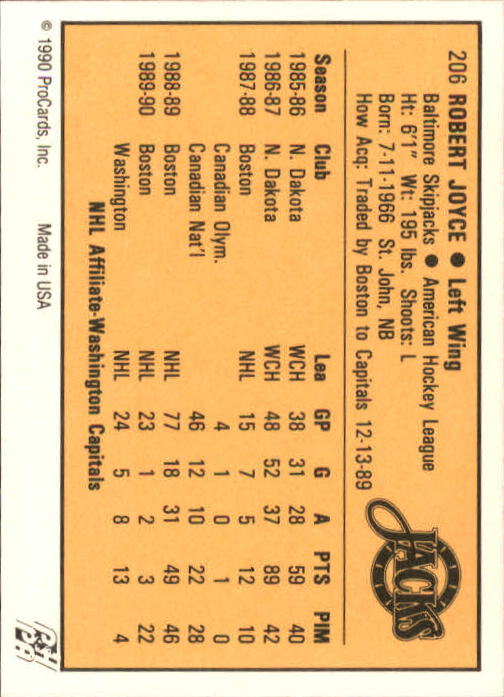 206 ROBERT JOYCE ● Left Wing
Baltimore Skipjacks ● American Hockey League
Ht: 6'1" Wt: 195 lbs. Shoots: L
Born: 7-11-1966 St. John, NB
How Acq: Traded by Boston to Capitals 12-13-89
JACKS
Season Club Lea GP G A PTS PIM
1985-86 N. Dakota WCH 38 31 28 59 40
1986-87 N. Dakota WCH 48 52 37 89 42
1987-88 Boston NHL 15 7 5 12 10
Canadian Olym. 4 1 0 1 0
Canadian Nat'l 46 12 10 22 28
1988-89 Boston NHL 77 18 31 49 46
1989-90 Boston NHL 23 1 2 3 22
Washington NHL 24 5 8 13 4
NHL Affiliate-Washington Capitals
© 1990 ProCards, Inc. Made in USA